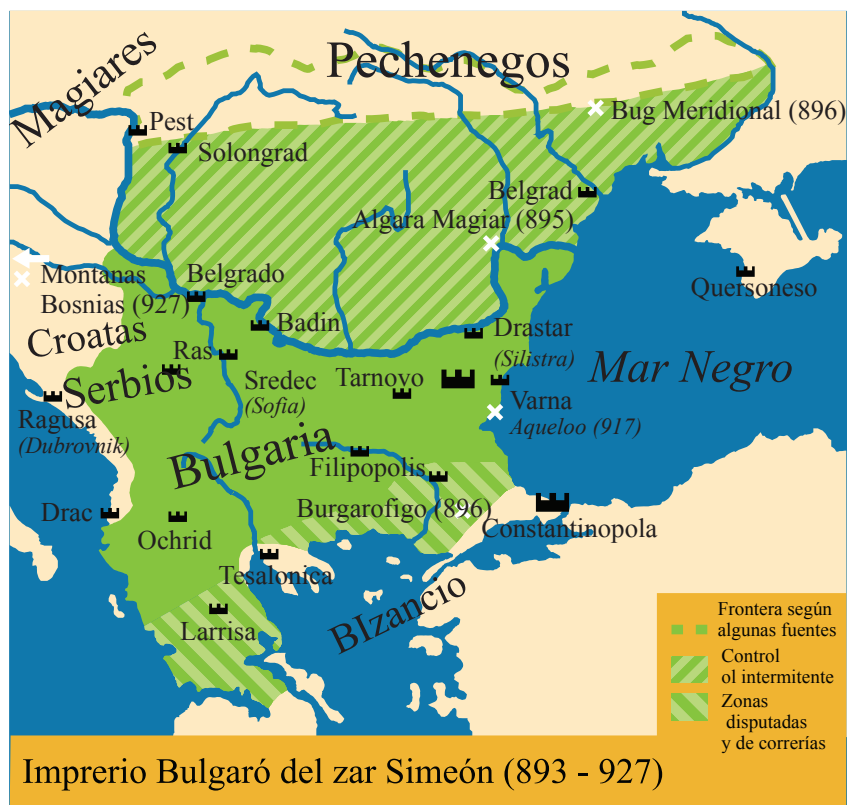 Magiares
Pechenegos
Pest
Bug Meridional (896)
Solongrad
Belgrad
Algara Magiar (895)
Montanas
Bosnias (927)
Belgrado
Quersoneso
Croatas
Badin
Drastar
(Silistra)
Ras
Serbios
Sredec
(Sofia)
Tarnovo
Mar Negro
Varna
Aqueloo (917)
Ragusa
(Dubrovnik)
Bulgaria
Filipopolis
Burgarofigo (896)
Drac
Ochrid
Constantinopola
Tesalonica
BIzancio
Larrisa
Frontera según
algunas fuentes
Control
ol intermitente
Zonas
disputadas
y de correrías
Imprerio Bulgaró del zar Simeón (893 - 927)